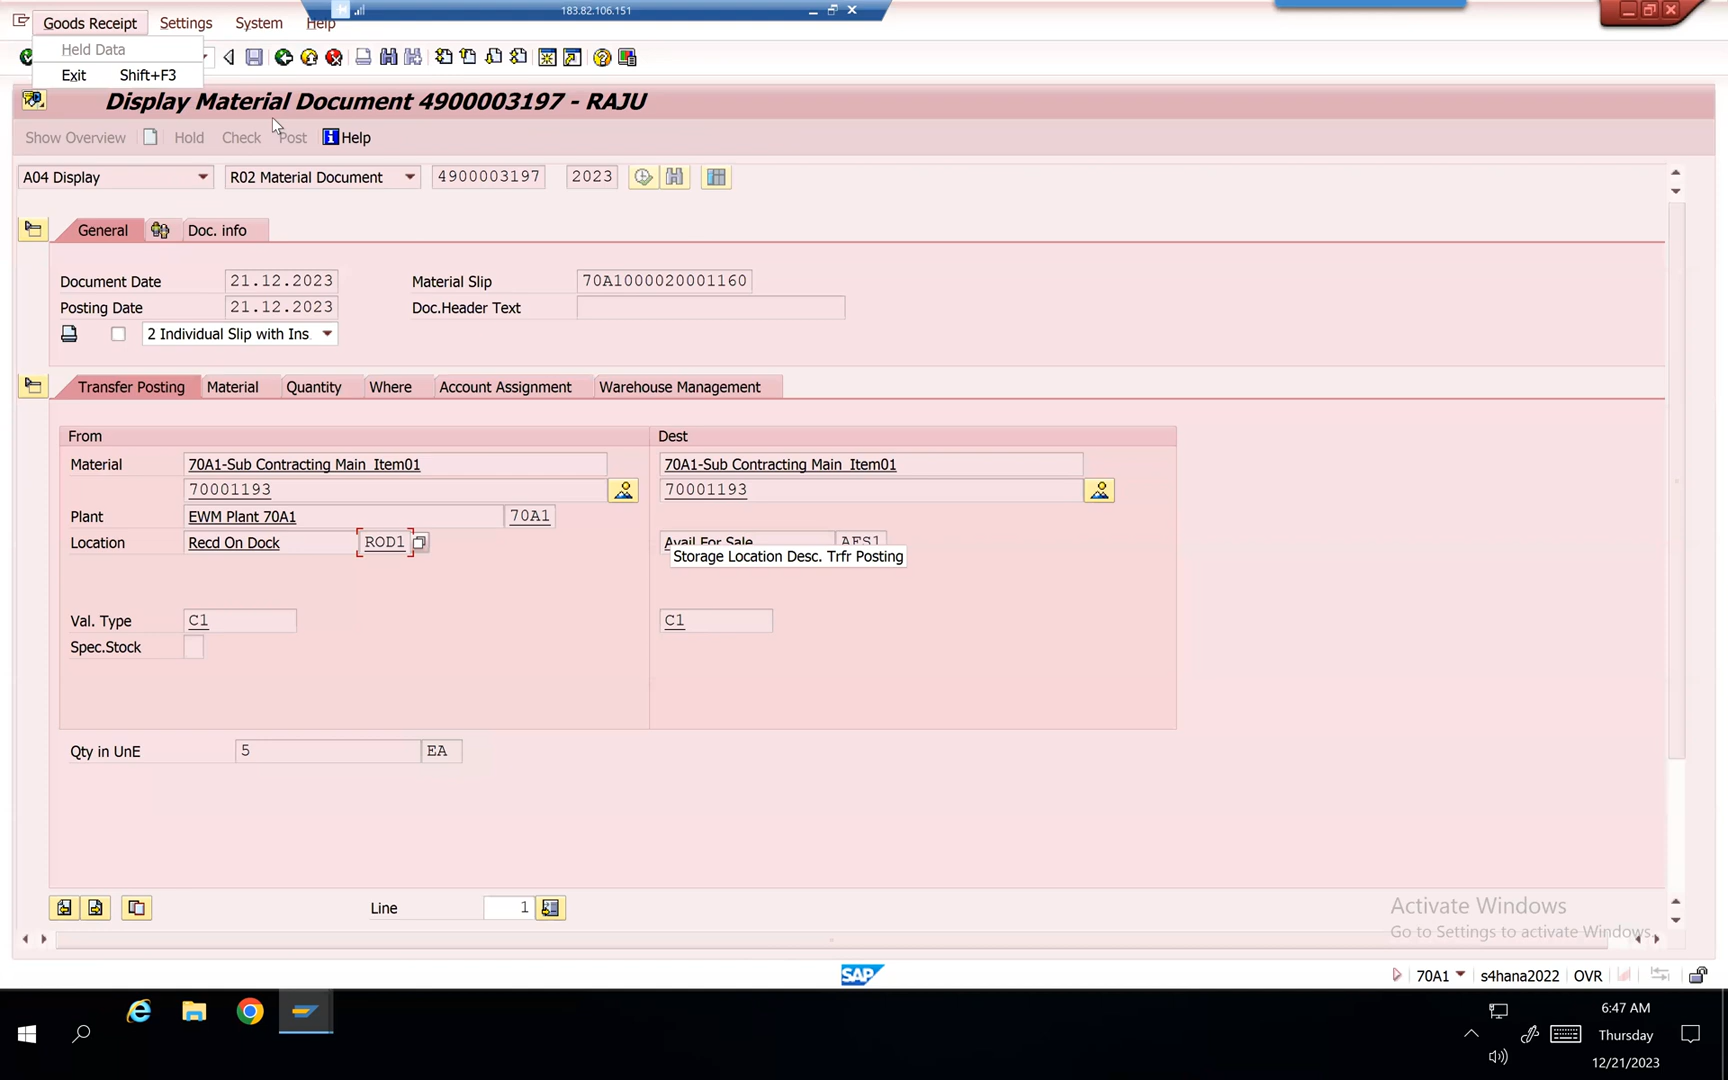 183.82.106.151
Goods Receipt Settings System Help
Held Data
Exit Shift+F3
Display Material Document 4900003197 - RAJU
Show Overview Hold Check Post Help
A04 Display R02 Material Document 4900003197 2023
General Doc. info
Document Date 21.12.2023 Material Slip 70A1000020001160
Posting Date 21.12.2023 Doc.Header Text
2 Individual Slip with Ins
Transfer Posting Material Quantity Where Account Assignment Warehouse Management
From Dest
Material 70A1-Sub Contracting Main Item01 70A1-Sub Contracting Main Item01
70001193 70001193
Plant EWM Plant 70A1 70A1
Location Recd On Dock ROD1 Avail For Sale AFS1
Storage Location Desc. Trfr Posting
Val. Type C1 C1
Spec.Stock
Qty in UnE 5 EA
Line 1
Activate Windows
Go to Settings to activate Windows.
SAP 70A1 s4hana2022 OVR
6:47 AM
Thursday
12/21/2023